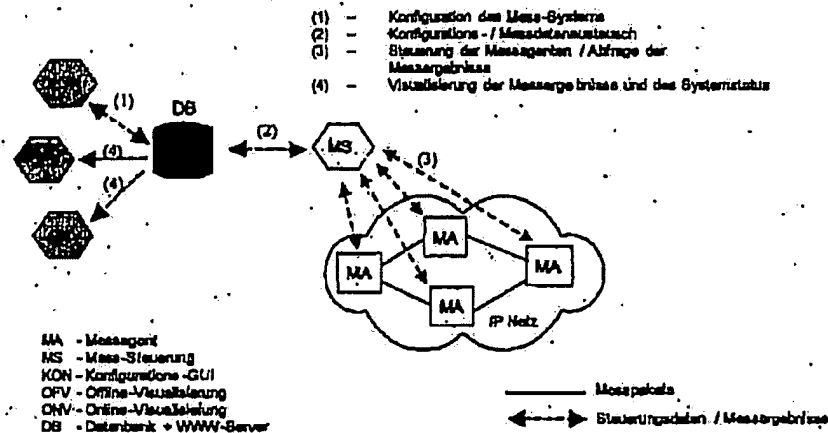 (1) – Konfiguration des Mess-Systems
(2) – Konfigurations- / Messdatenaustausch
(3) – Steuerung der Messagenten / Abfrage der
Messergebnisse
(4) – Visualisierung der Messergebnisse und des Systemstatus
DB
(1)
(2)
MS
(3)
(4)
(4)
MA
MA
MA
MA
IP Netz
MA - Messagent
MS - Mess-Steuerung
KON - Konfigurations-GUI
OFV - Offline-Visualisierung
ONV - Online-Visualisierung
DB - Datenbank + WWW-Server
Messpakete
Steuerungsdaten / Messergebnisse